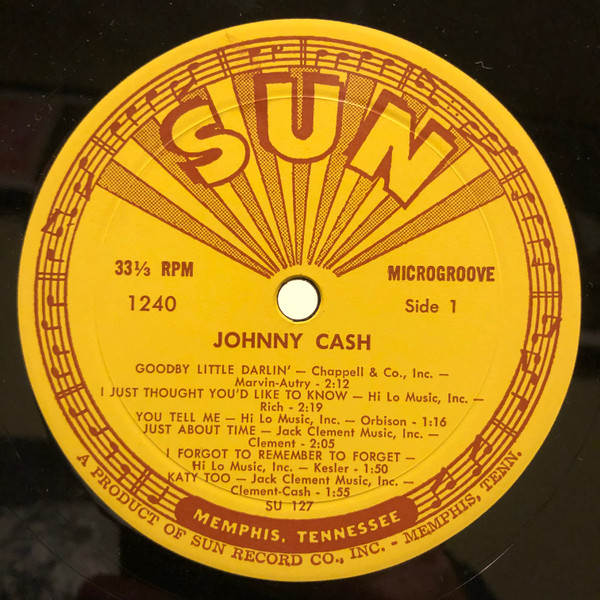 SUN
33⅓ RPM
MICROGROOVE
1240
Side 1
JOHNNY CASH
GOODBY LITTLE DARLIN' — Chappell & Co., Inc. —
Marvin-Autry - 2:12
I JUST THOUGHT YOU'D LIKE TO KNOW — Hi Lo Music, Inc. —
Rich - 2:19
YOU TELL ME — Hi Lo Music, Inc. — Orbison - 1:16
JUST ABOUT TIME — Jack Clement Music, Inc. —
Clement - 2:05
I FORGOT TO REMEMBER TO FORGET —
Hi Lo Music, Inc. — Kesler - 1:50
KATY TOO — Jack Clement Music, Inc. —
Clement-Cash - 1:55
SU 127
MEMPHIS, TENNESSEE
A PRODUCT OF SUN RECORD CO., INC. - MEMPHIS, TENN.